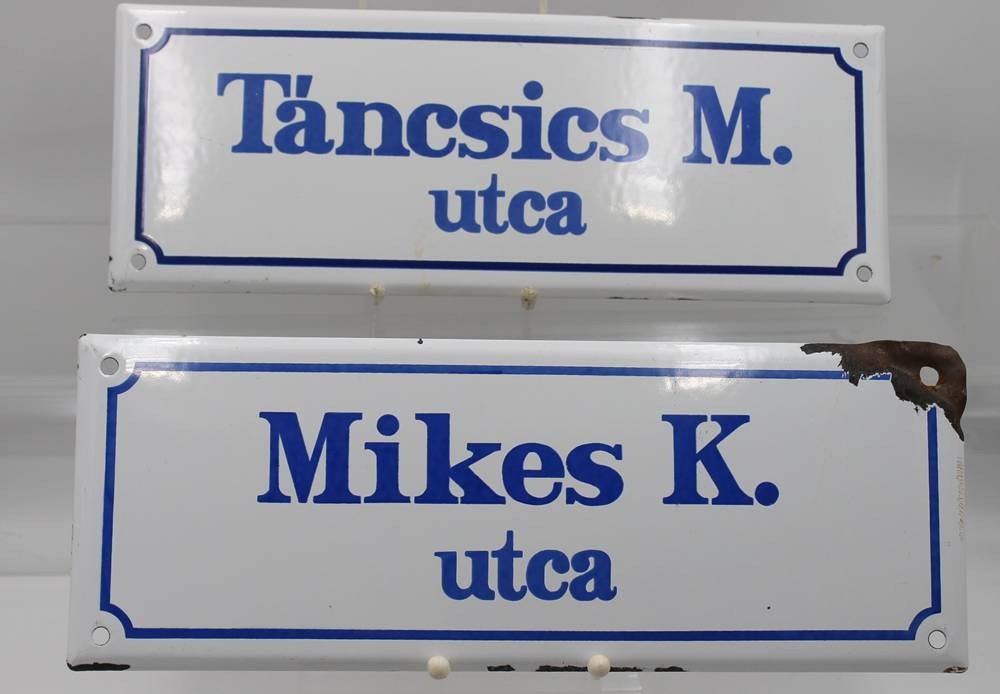 Táncsics M.
utca
Mikes K.
utca